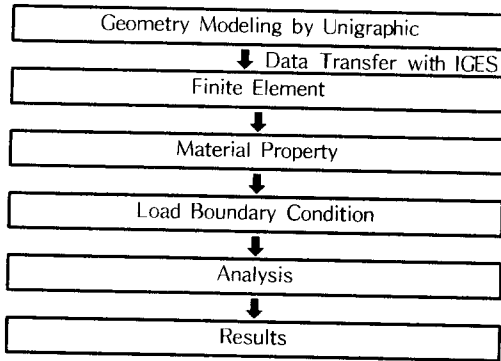 Geometry Modeling by Unigraphic
Data Transfer with IGES
Finite Element
Material Property
Load Boundary Condition
Analysis
Results